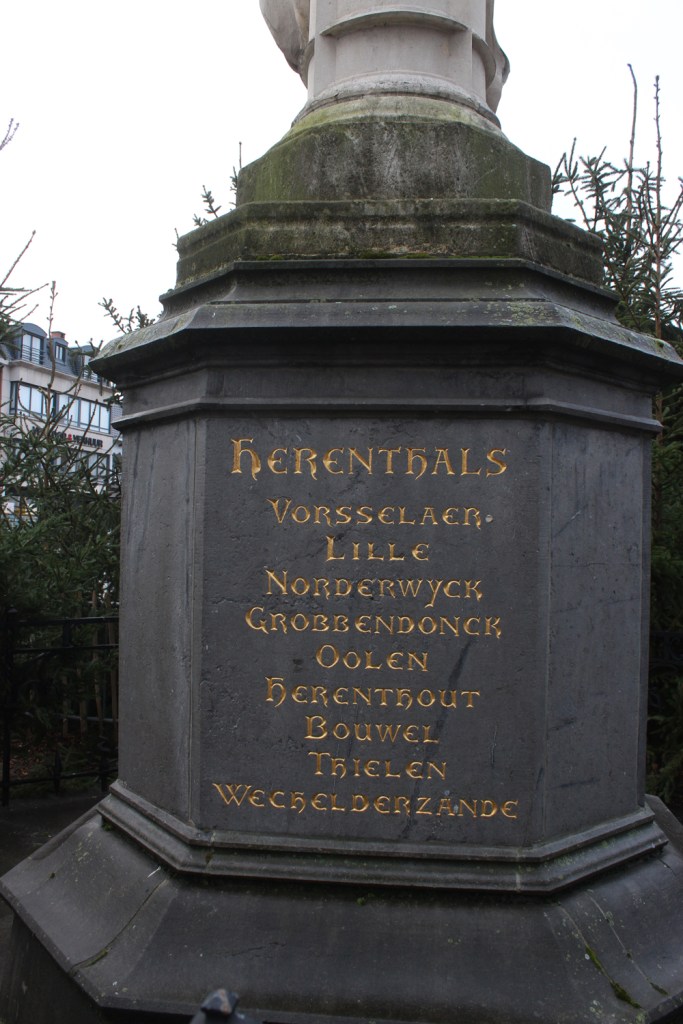 HERENTHALS
VORSSELAER.
LILLE
NORDERWYCK
GROBBENDONCK
OOLEN
HERENTHOUT
BOUWEL
THIELEN
WECHELDERZANDE